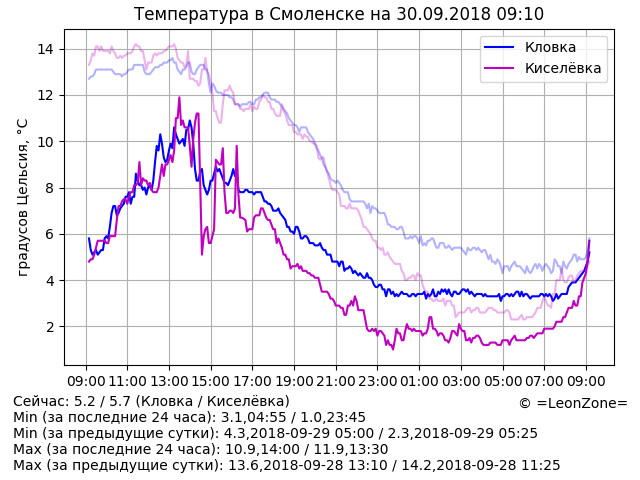 Температура в Смоленске на 30.09.2018 09:10
градусов Цельсия, °C
14
12
10
8
6
4
2
Кловка
Киселёвка
09:00 11:00 13:00 15:00 17:00 19:00 21:00 23:00 01:00 03:00 05:00 07:00 09:00
Сейчас: 5.2 / 5.7 (Кловка / Киселёвка)
© =LeonZone=
Min (за последние 24 часа): 3.1,04:55 / 1.0,23:45
Min (за предыдущие сутки): 4.3,2018-09-29 05:00 / 2.3,2018-09-29 05:25
Max (за последние 24 часа): 10.9,14:00 / 11.9,13:30
Max (за предыдущие сутки): 13.6,2018-09-28 13:10 / 14.2,2018-09-28 11:25